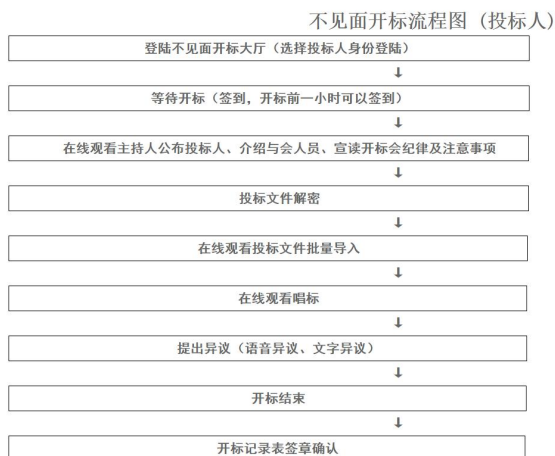 不见面开标流程图（投标人）
登陆不见面开标大厅（选择投标人身份登陆）
等待开标（签到，开标前一小时可以签到）
在线观看主持人公布投标人、介绍与会人员、宣读开标会纪律及注意事项
投标文件解密
在线观看投标文件批量导入
在线观看唱标
提出异议（语音异议、文字异议）
开标结束
开标记录表签章确认